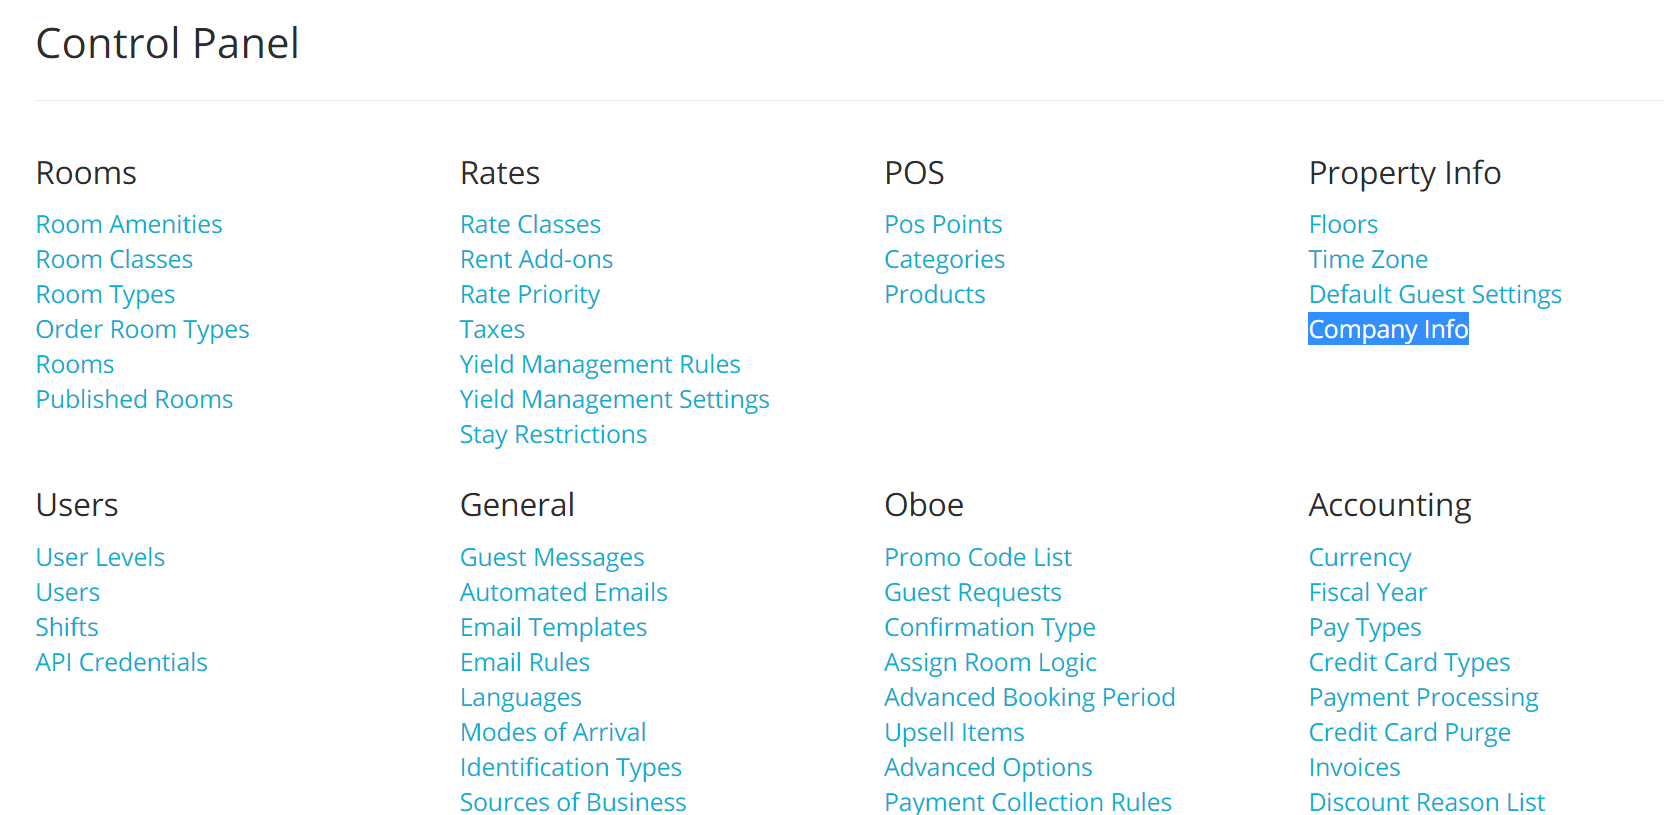 Control Panel
Rooms
Room Amenities
Room Classes
Room Types
Order Room Types
Rooms
Published Rooms
Rates
Rate Classes
Rent Add-ons
Rate Priority
Taxes
Yield Management Rules
Yield Management Settings
Stay Restrictions
POS
Pos Points
Categories
Products
Property Info
Floors
Time Zone
Default Guest Settings
Company Info
Users
User Levels
Users
Shifts
API Credentials
General
Guest Messages
Automated Emails
Email Templates
Email Rules
Languages
Modes of Arrival
Identification Types
Sources of Business
Oboe
Promo Code List
Guest Requests
Confirmation Type
Assign Room Logic
Advanced Booking Period
Upsell Items
Advanced Options
Payment Collection Rules
Accounting
Currency
Fiscal Year
Pay Types
Credit Card Types
Payment Processing
Credit Card Purge
Invoices
Discount Reason List